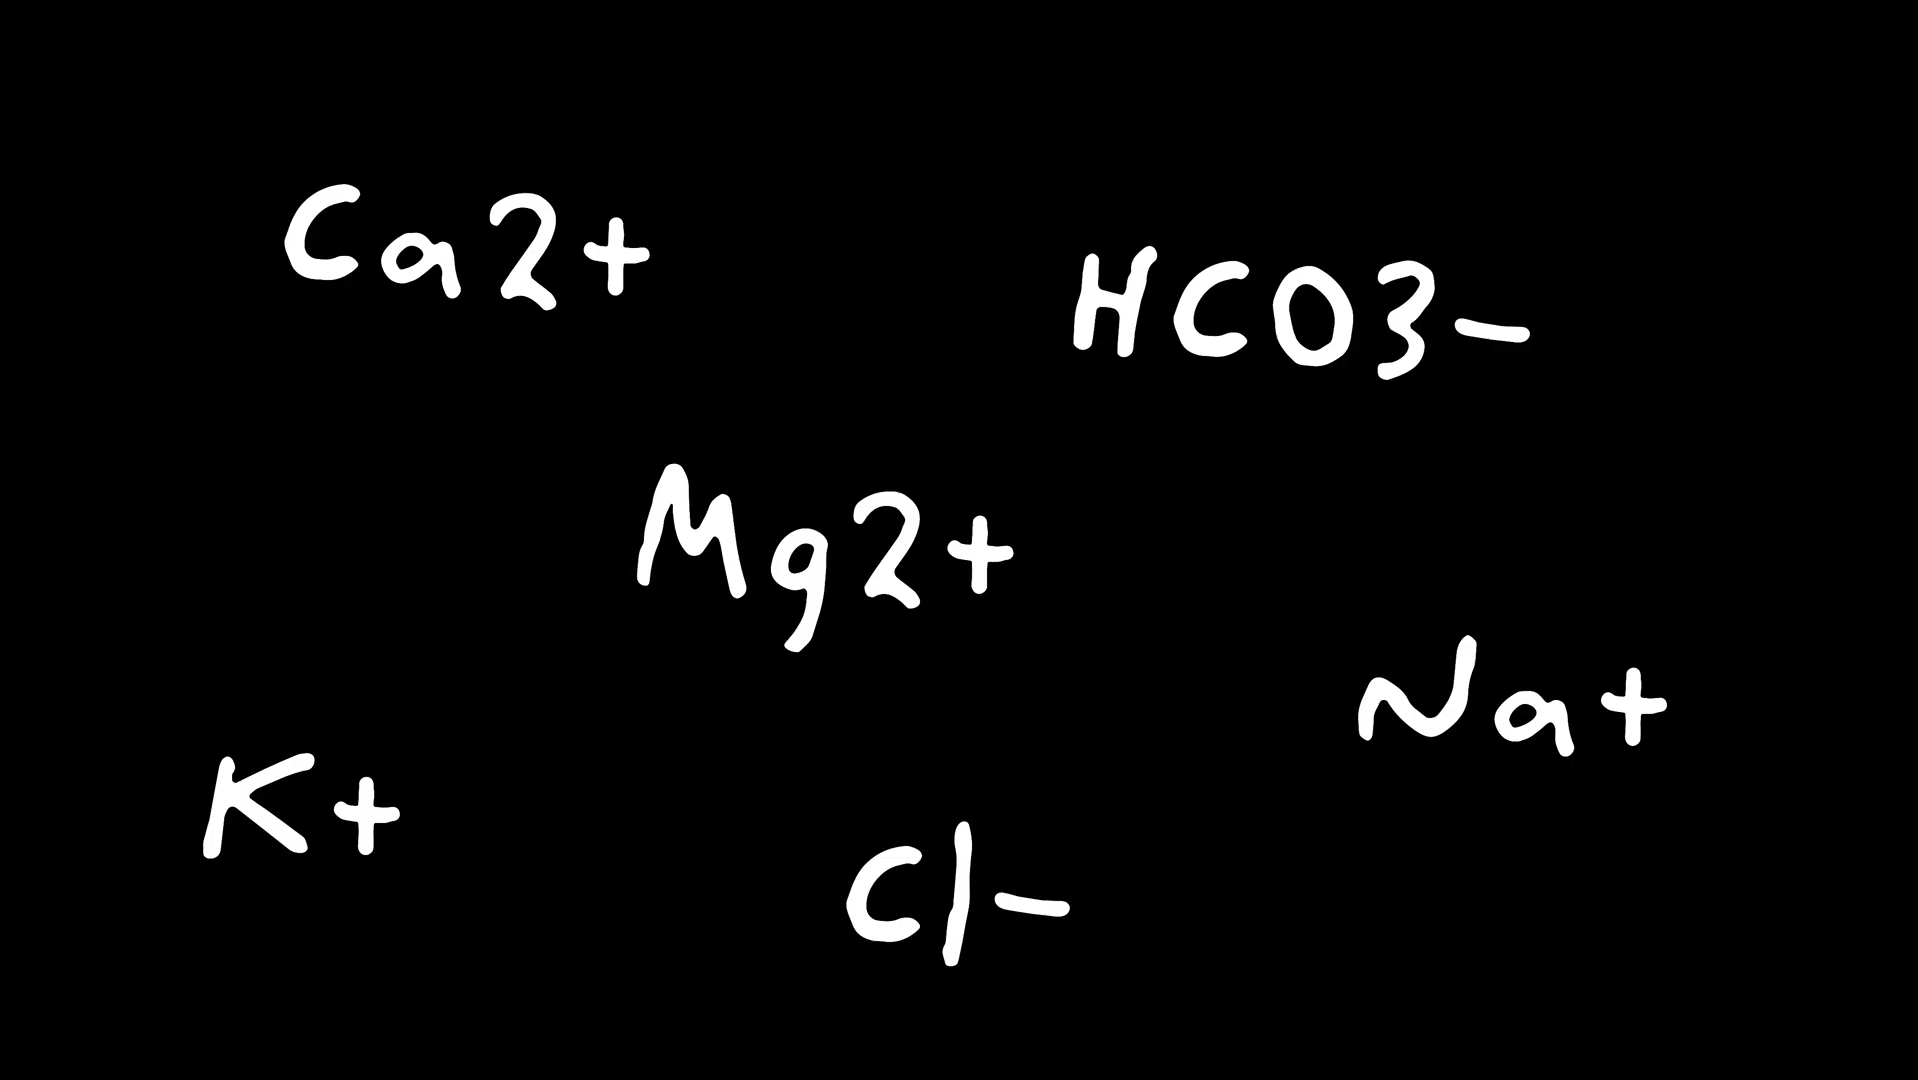 Ca2+
HCO3-
Mg2+
Na+
K+
Cl-